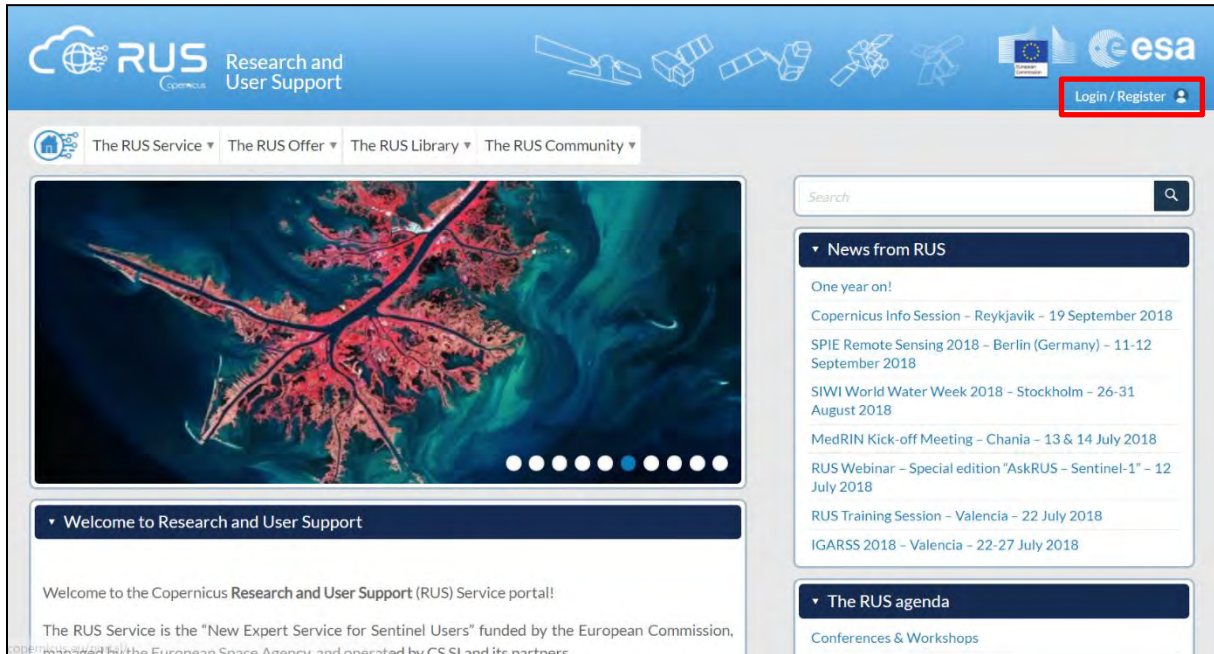 RUS
Copernicus
Research and
User Support
European
Commission
esa
Login / Register
The RUS Service ▾ The RUS Offer ▾ The RUS Library ▾ The RUS Community ▾
Search
▾ News from RUS
One year on!
Copernicus Info Session – Reykjavik – 19 September 2018
SPIE Remote Sensing 2018 – Berlin (Germany) – 11-12
September 2018
SIWI World Water Week 2018 – Stockholm – 26-31
August 2018
MedRIN Kick-off Meeting – Chania – 13 & 14 July 2018
RUS Webinar – Special edition "AskRUS – Sentinel-1" – 12
July 2018
RUS Training Session – Valencia – 22 July 2018
IGARSS 2018 – Valencia – 22-27 July 2018
▾ Welcome to Research and User Support
Welcome to the Copernicus Research and User Support (RUS) Service portal!
The RUS Service is the “New Expert Service for Sentinel Users” funded by the European Commission,
managed by the European Space Agency, and operated by CS SI and its partners.
▾ The RUS agenda
Conferences & Workshops